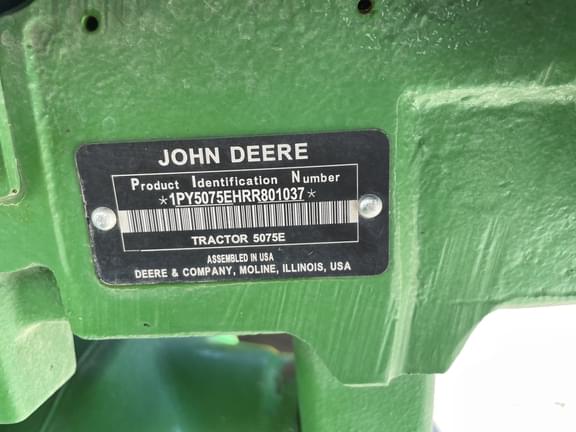 JOHN DEERE
Product Identification Number
*1PY5075EHRR801037*
TRACTOR 5075E
ASSEMBLED IN USA
DEERE & COMPANY, MOLINE, ILLINOIS, USA